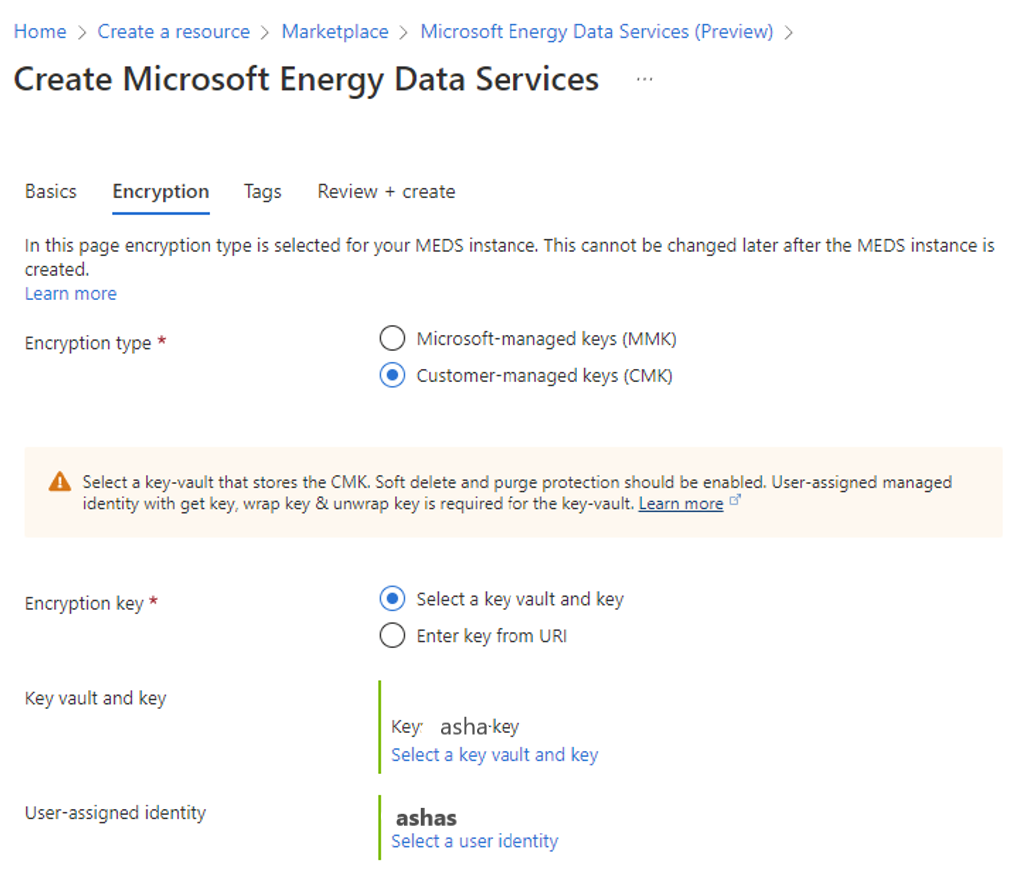 Home > Create a resource > Marketplace > Microsoft Energy Data Services (Preview) >
Create Microsoft Energy Data Services ...
Basics Encryption Tags Review + create
In this page encryption type is selected for your MEDS instance. This cannot be changed later after the MEDS instance is
created.
Learn more
Encryption type *
Microsoft-managed keys (MMK)
Customer-managed keys (CMK)
Select a key-vault that stores the CMK. Soft delete and purge protection should be enabled. User-assigned managed
identity with get key, wrap key & unwrap key is required for the key-vault. Learn more
Encryption key *
Select a key vault and key
Enter key from URI
Key vault and key
Key: asha-key
Select a key vault and key
User-assigned identity
ashas
Select a user identity